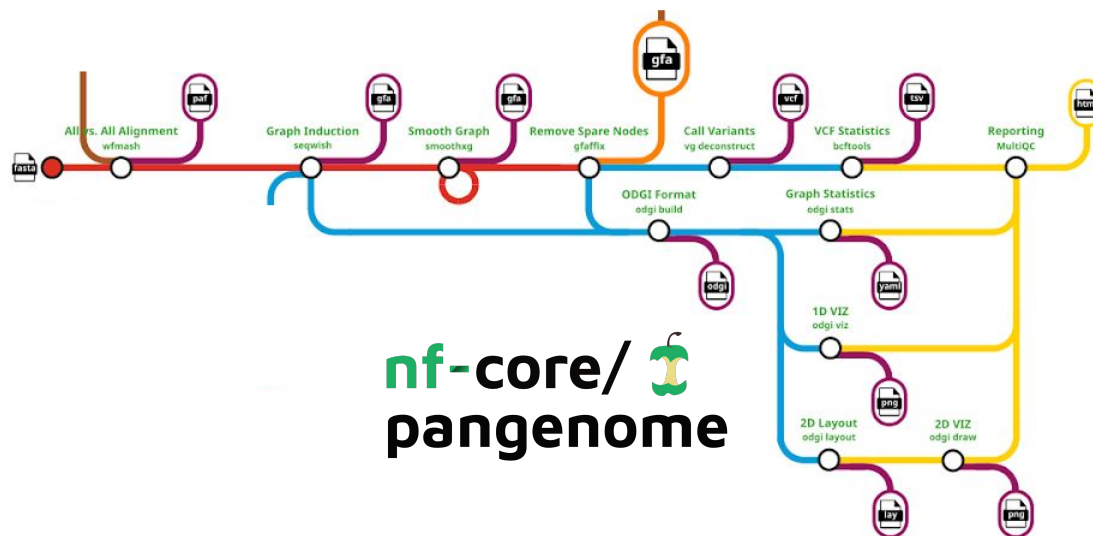 gfa
paf
gfa
gfa
vcf
tsv
htm
All vs. All Alignment
wfmash
Graph Induction
seqwish
Smooth Graph
smoothxg
Remove Spare Nodes
gfaffix
Call Variants
vg deconstruct
VCF Statistics
bcftools
Reporting
MultiQC
fasta
ODGI Format
odgi build
Graph Statistics
odgi stats
odgi
yaml
1D VIZ
odgi viz
nf-core/
pangenome
png
2D Layout
odgi layout
2D VIZ
odgi draw
lay
png